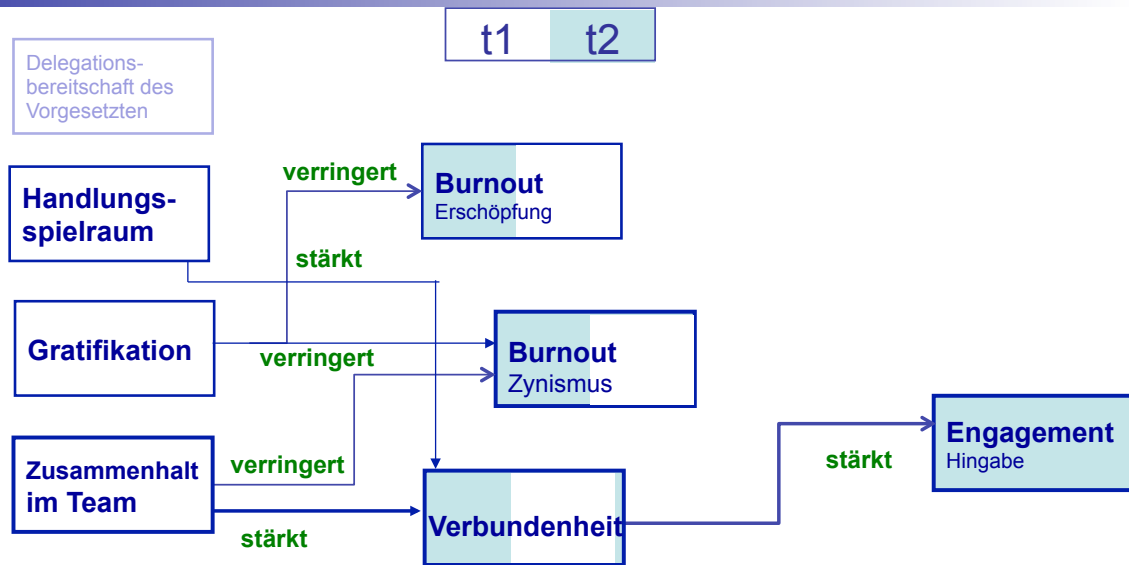 t1 t2
Delegations-
bereitschaft des
Vorgesetzten
verringert
Burnout
Erschöpfung
Handlungs-
spielraum
stärkt
Gratifikation
verringert
Burnout
Zynismus
Engagement
Hingabe
Zusammenhalt
im Team
verringert
stärkt
Verbundenheit
stärkt